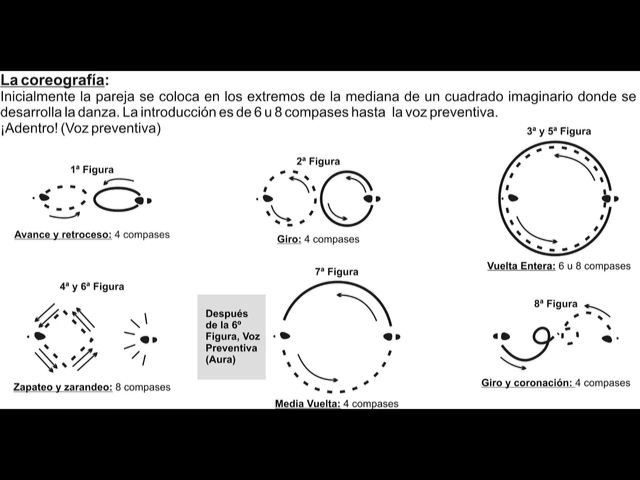 La coreografía:
Inicialmente la pareja se coloca en los extremos de la mediana de un cuadrado imaginario donde se
desarrolla la danza. La introducción es de 6 u 8 compases hasta la voz preventiva.
¡Adentro! (Voz preventiva)
1ª Figura
Avance y retroceso: 4 compases
2ª Figura
Giro: 4 compases
3ª y 5ª Figura
Vuelta Entera: 6 u 8 compases
4ª y 6ª Figura
Zapateo y zarandeo: 8 compases
Después
de la 6º
Figura, Voz
Preventiva
(Aura)
7ª Figura
Media Vuelta: 4 compases
8ª Figura
Giro y coronación: 4 compases